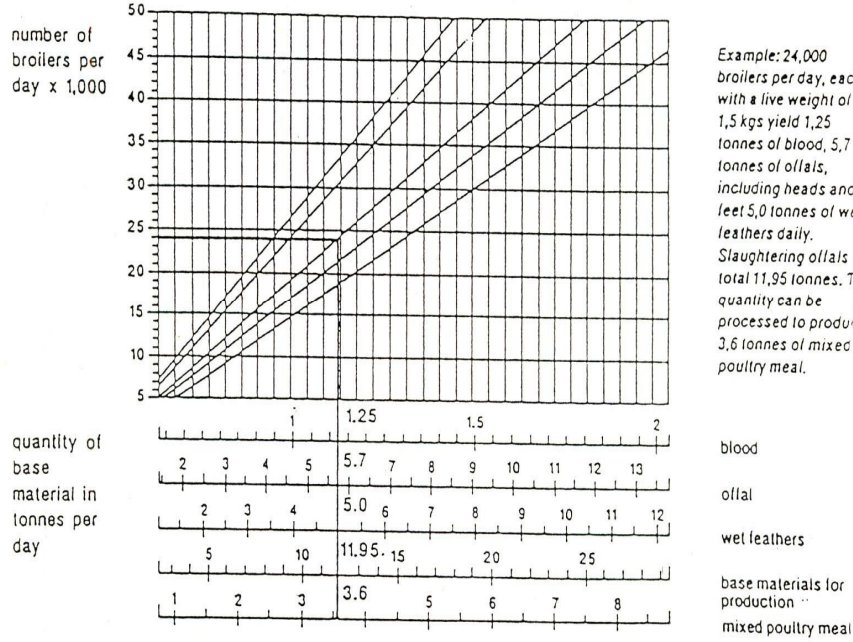 number of
broilers per
day x 1,000
50
45
40
35
30
25
20
15
10
5
Example: 24,000
broilers per day, eac
with a live weight of
1,5 kgs yield 1,25
tonnes of blood, 5,7
tonnes of offals,
including heads and
feet 5,0 tonnes of we
feathers daily.
Slaughtering offals
total 11,95 tonnes. T
quantity can be
processed to produ
3,6 tonnes of mixed
poultry meal.
quantity of
base
material in
tonnes per
day
1 1.25 1.5 2
blood
2 3 4 5 5.7 7 8 9 10 11 12 13
offal
2 3 4 5.0 6 7 8 9 10 11 12
wet feathers
5 10 11.95. 15 20 25
base materials for
production
1 2 3 3.6 5 6 7 8
mixed poultry meal